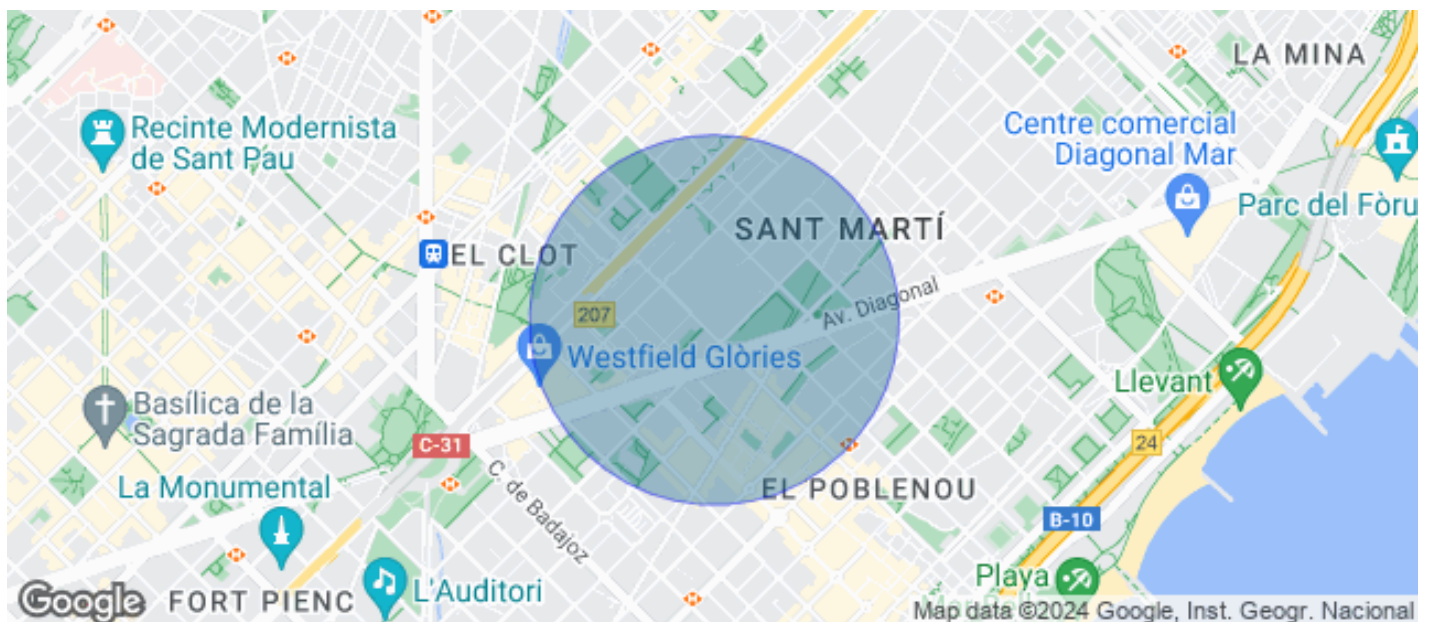 LA MINA
Recinte Modernista
de Sant Pau
Centre comercial
Diagonal Mar
Parc del Fòru
SANT MARTÍ
EL CLOT
Av. Diagonal
207
Westfield Glòries
Llevant
Basílica de la
Sagrada Família
C-31
24
La Monumental
C. de Badajoz
EL POBLENOU
B-10
Playa
L'Auditori
FORT PIENC
Google
Map data ©2024 Google, Inst. Geogr. Nacional